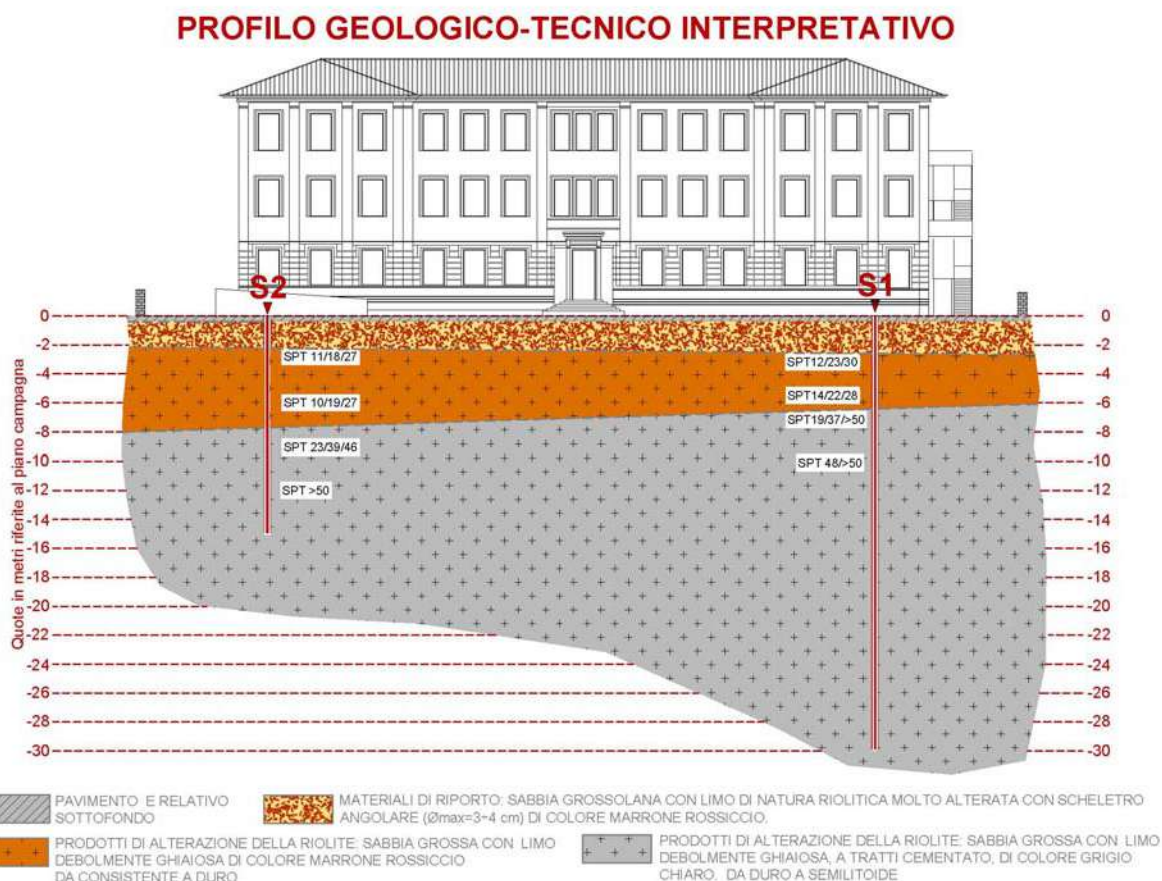 PROFILO GEOLOGICO-TECNICO INTERPRETATIVO
S2
S1
Quote in metri riferite al piano campagna
0
-2
-4
-6
-8
-10
-12
-14
-16
-18
-20
-22
-24
-26
-28
-30
SPT 11/18/27
SPT 10/19/27
SPT 23/39/46
SPT >50
SPT12/23/30
SPT14/22/28
SPT19/37/>50
SPT 48/>50
0
-2
-4
-6
-8
-10
-12
-14
-16
-18
-20
-22
-24
-26
-28
-30
PAVIMENTO E RELATIVO
SOTTOFONDO
MATERIALI DI RIPORTO: SABBIA GROSSOLANA CON LIMO DI NATURA RIOLITICA MOLTO ALTERATA CON SCHELETRO
ANGOLARE (Ømax=3÷4 cm) DI COLORE MARRONE ROSSICCIO.
PRODOTTI DI ALTERAZIONE DELLA RIOLITE: SABBIA GROSSA CON LIMO
DEBOLMENTE GHIAIOSA DI COLORE MARRONE ROSSICCIO
DA CONSISTENTE A DURO
PRODOTTI DI ALTERAZIONE DELLA RIOLITE: SABBIA GROSSA CON LIMO
DEBOLMENTE GHIAIOSA, A TRATTI CEMENTATO, DI COLORE GRIGIO
CHIARO. DA DURO A SEMILITOIDE